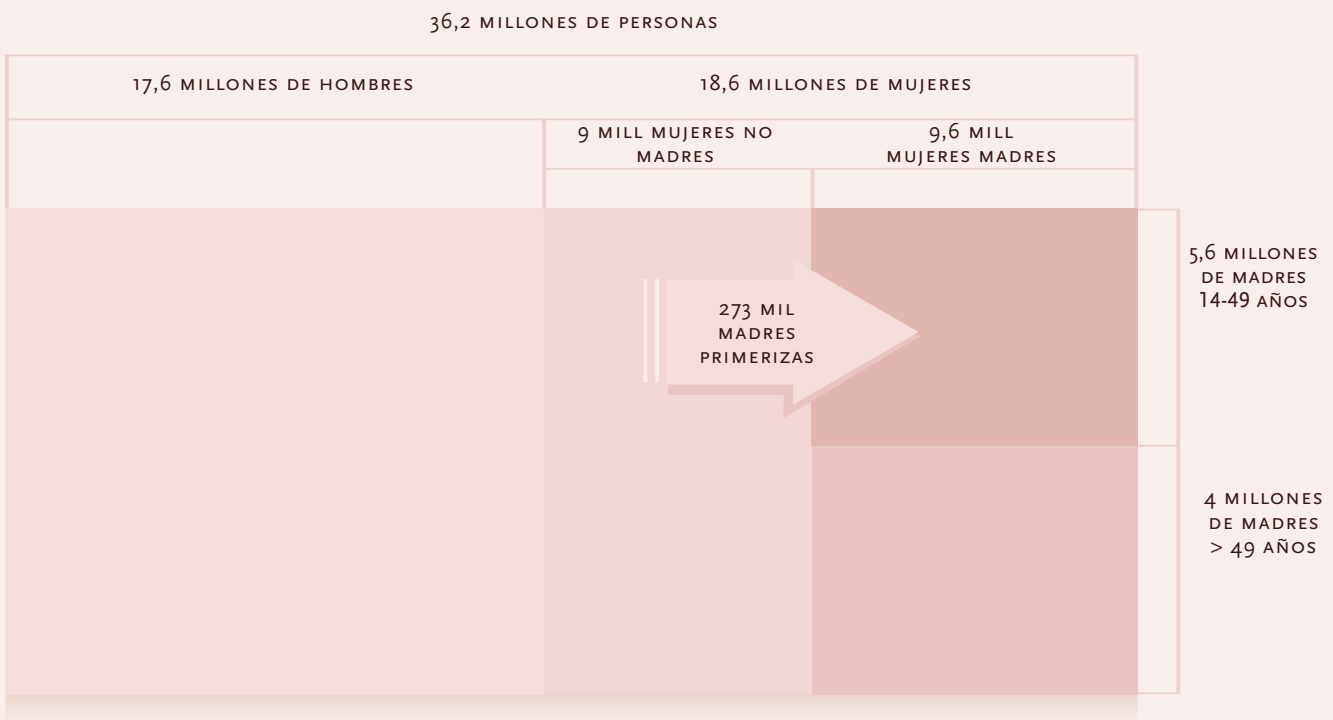 36,2 MILLONES DE PERSONAS
17,6 MILLONES DE HOMBRES
18,6 MILLONES DE MUJERES
9 MILL MUJERES NO
MADRES
9,6 MILL
MUJERES MADRES
5,6 MILLONES
DE MADRES
14-49 AÑOS
273 MIL
MADRES
PRIMERIZAS
4 MILLONES
DE MADRES
> 49 AÑOS